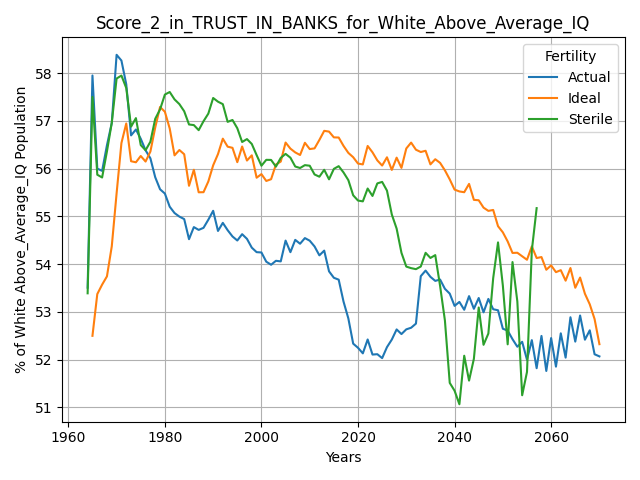 Score_2_in_TRUST_IN_BANKS_for_White_Above_Average_IQ
% of White Above_Average_IQ Population
58
57
56
55
54
53
52
51
Fertility
Actual
Ideal
Sterile
1960
1980
2000
2020
2040
2060
Years